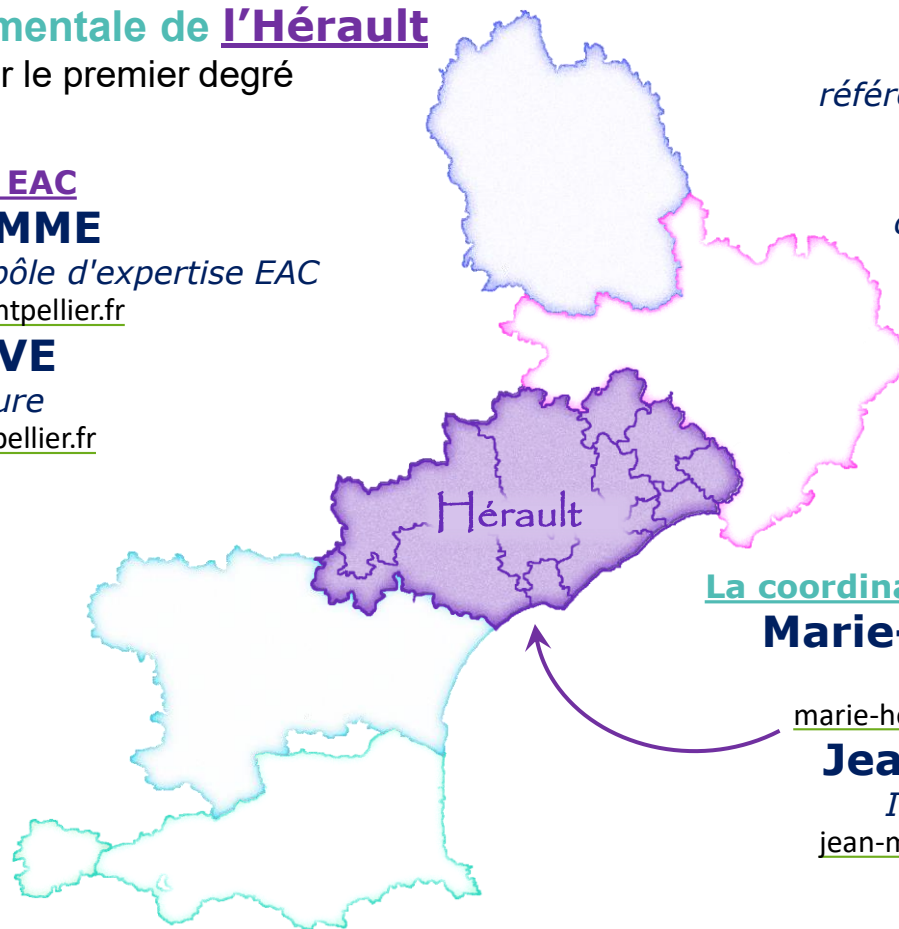 mentale de l'Hérault
r le premier degré
EAC
MME
pôle d'expertise EAC
ntpellier.fr
VE
ure
pellier.fr
référ
Hérault
La coordina
Marie-
marie-h
Jea
I
jean-m